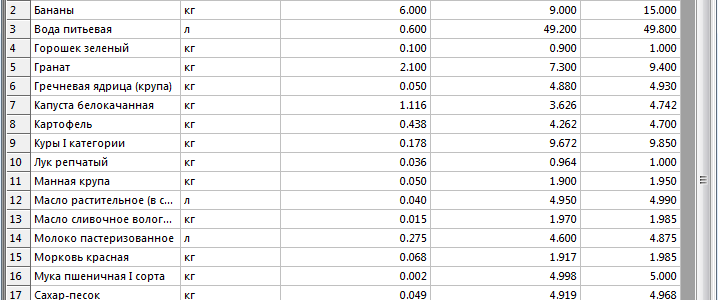 2 Бананы кг 6.000 9.000 15.000
3 Вода питьевая л 0.600 49.200 49.800
4 Горошек зеленый кг 0.100 0.900 1.000
5 Гранат кг 2.100 7.300 9.400
6 Гречневая ядрица (крупа) кг 0.050 4.880 4.930
7 Капуста белокачанная кг 1.116 3.626 4.742
8 Картофель кг 0.438 4.262 4.700
9 Куры I категории кг 0.178 9.672 9.850
10 Лук репчатый кг 0.036 0.964 1.000
11 Манная крупа кг 0.050 1.900 1.950
12 Масло растительное (в с... л 0.040 4.950 4.990
13 Масло сливочное волог... кг 0.015 1.970 1.985
14 Молоко пастеризованное л 0.275 4.600 4.875
15 Морковь красная кг 0.068 1.917 1.985
16 Мука пшеничная I сорта кг 0.002 4.998 5.000
17 Сахар-песок кг 0.049 4.919 4.968